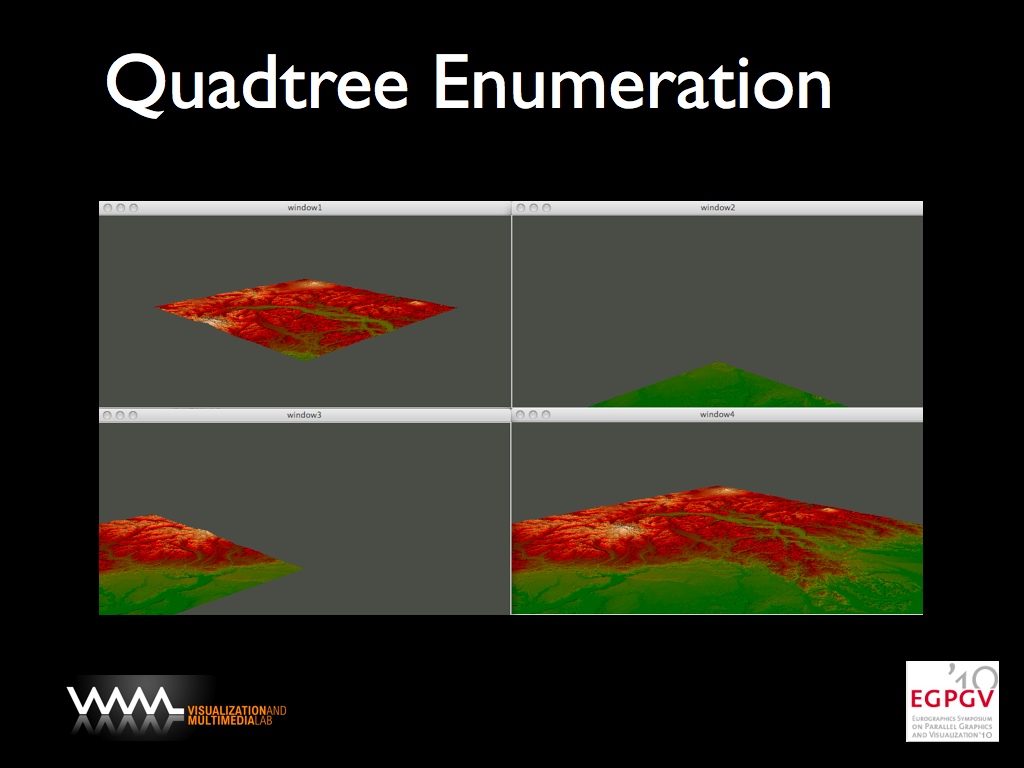 Quadtree Enumeration
window1
window2
window3
window4
VISUALIZATIONAND
MULTIMEDIALAB
'10
EGPGV
EUROGRAPHICS SYMPOSIUM
ON PARALLEL GRAPHICS
AND VISUALIZATION'10